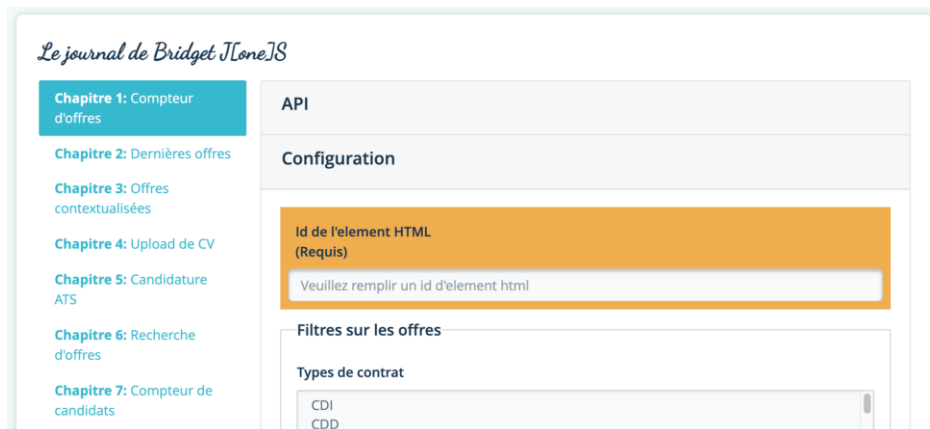 Le journal de Bridget J[one]S
Chapitre 1: Compteur
d'offres
Chapitre 2: Dernières offres
Chapitre 3: Offres
contextualisées
Chapitre 4: Upload de CV
Chapitre 5: Candidature
ATS
Chapitre 6: Recherche
d'offres
Chapitre 7: Compteur de
candidats
API
Configuration
Id de l'element HTML
(Requis)
Veuillez remplir un id d'element html
Filtres sur les offres
Types de contrat
CDI
CDD